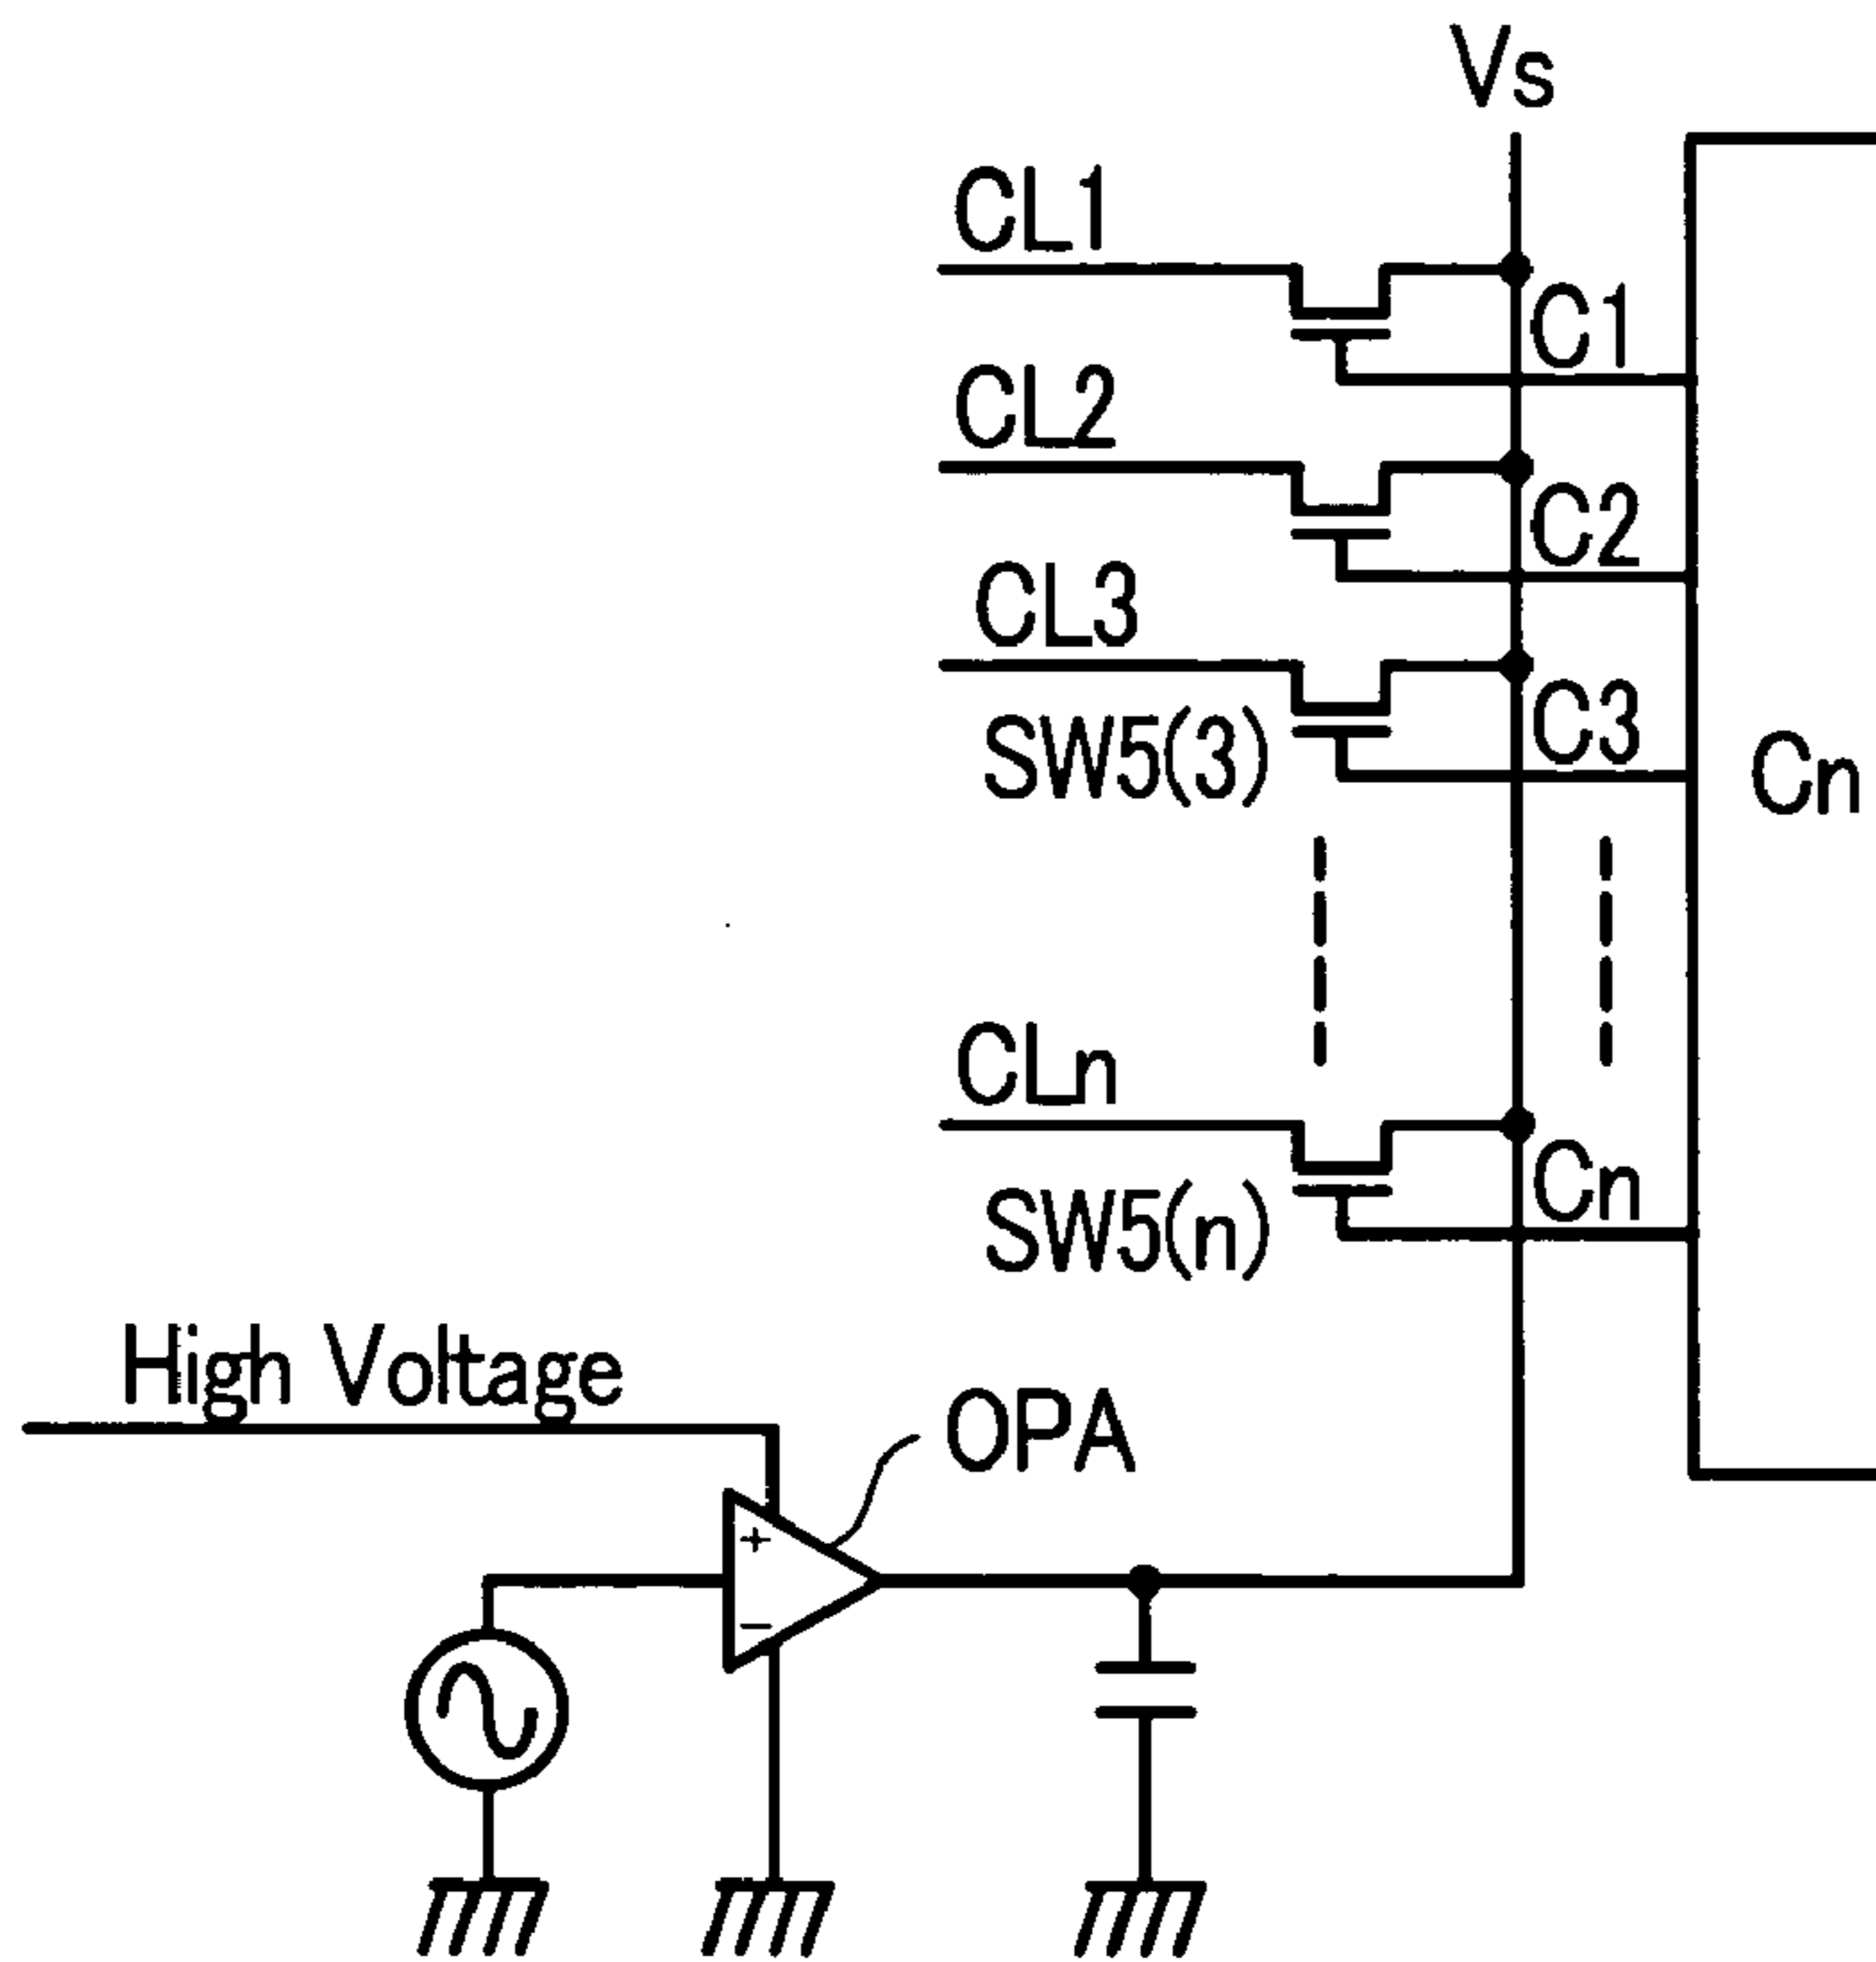 Vs
CL1
C1
CL2
C2
CL3
C3
SW5(3)
Cn
CLn
Cn
SW5(n)
High Voltage
OPA
+
−